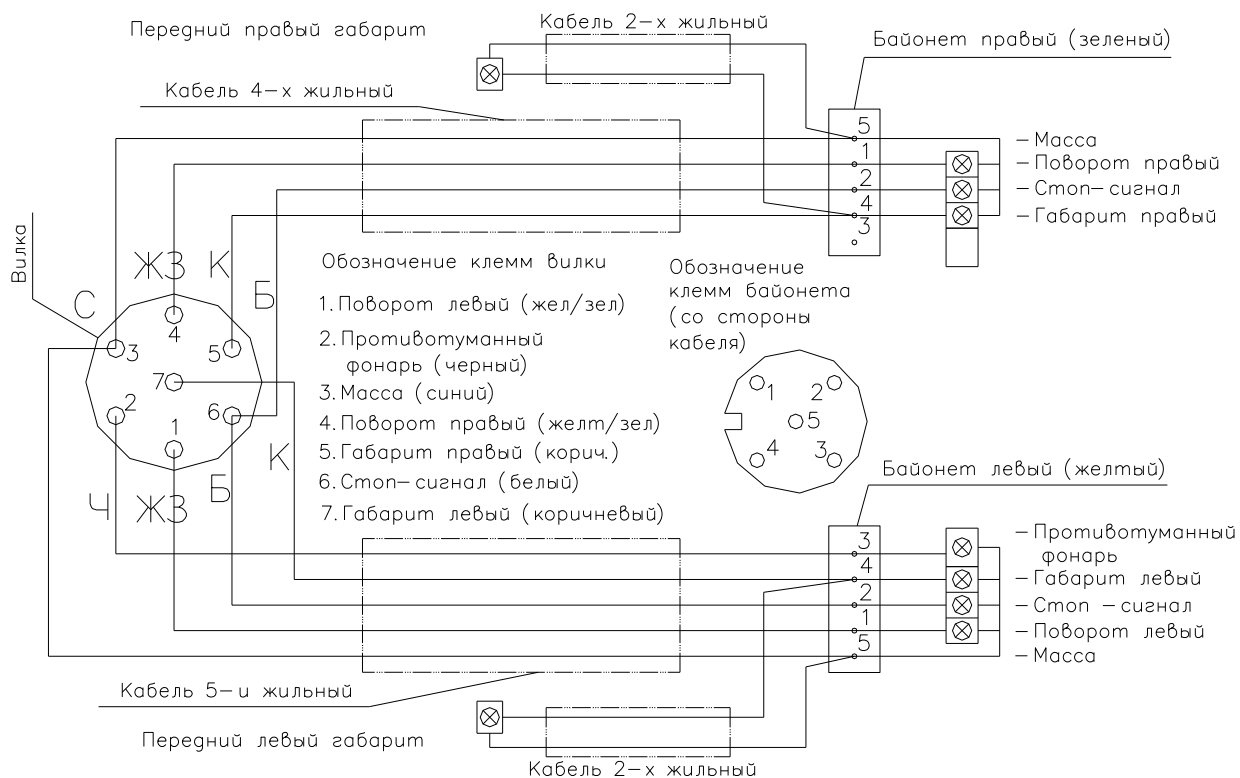 Передний правый габарит
Кабель 2-х жильный
Байонет правый (зеленый)
Кабель 4-х жильный
5
1
2
4
3
-Масса
-Поворот правый
-Стоп-сигнал
-Габарит правый
Вилка
С
ЖЗ
К
Б
3
4
5
7
2
1
6
Ч
ЖЗ
Б
К
Обозначение клемм вилки
1.Поворот левый (жел/зел)
2.Противотуманный
фонарь (черный)
3.Масса (синий)
4.Поворот правый (желт/зел)
5.Габарит правый (корич.)
6.Стоп-сигнал (белый)
7.Габарит левый (коричневый)
Обозначение
клемм байонета
(со стороны
кабеля)
1
2
5
4
3
Байонет левый (желтый)
3
4
2
1
5
-Противотуманный
фонарь
-Габарит левый
-Стоп -сигнал
-Поворот левый
-Масса
Кабель 5-и жильный
Передний левый габарит
Кабель 2-х жильный